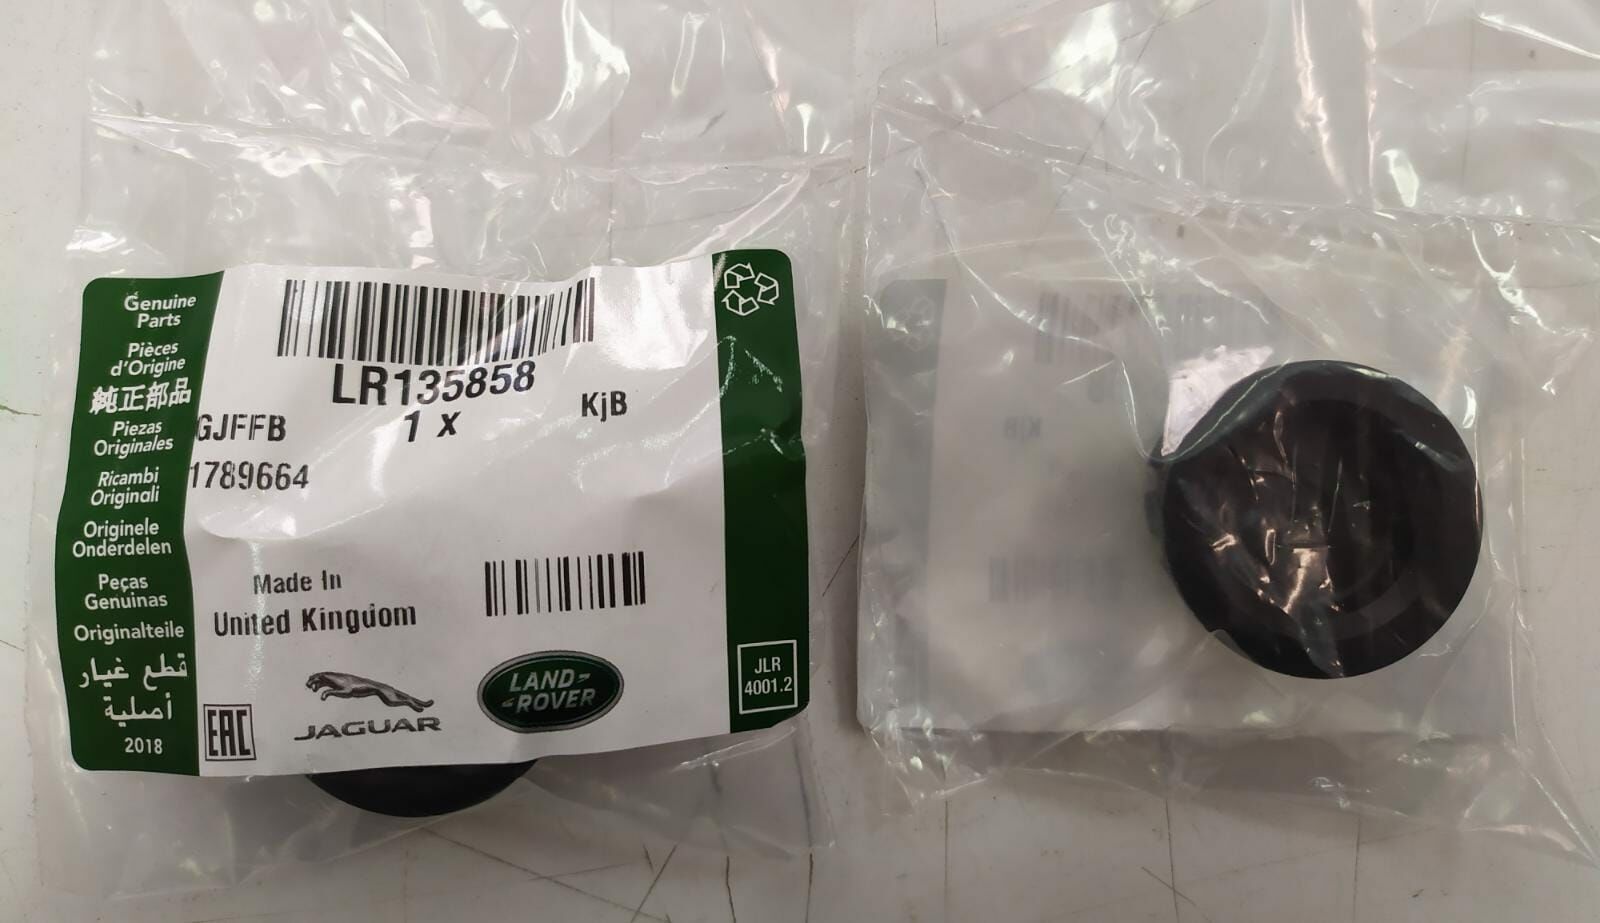 Genuine
Parts
Pièces
d'Origine
純正部品
Piezas
Originales
Ricambi
Originali
Originele
Onderdelen
Peças
Genuinas
Originalteile
قطع غيار
أصلية
2018
LR135858
GJFFB
1 x
KjB
1789664
Made In
United Kingdom
EAC
JAGUAR
LAND-
-ROVER
JLR
4001.2
KjB